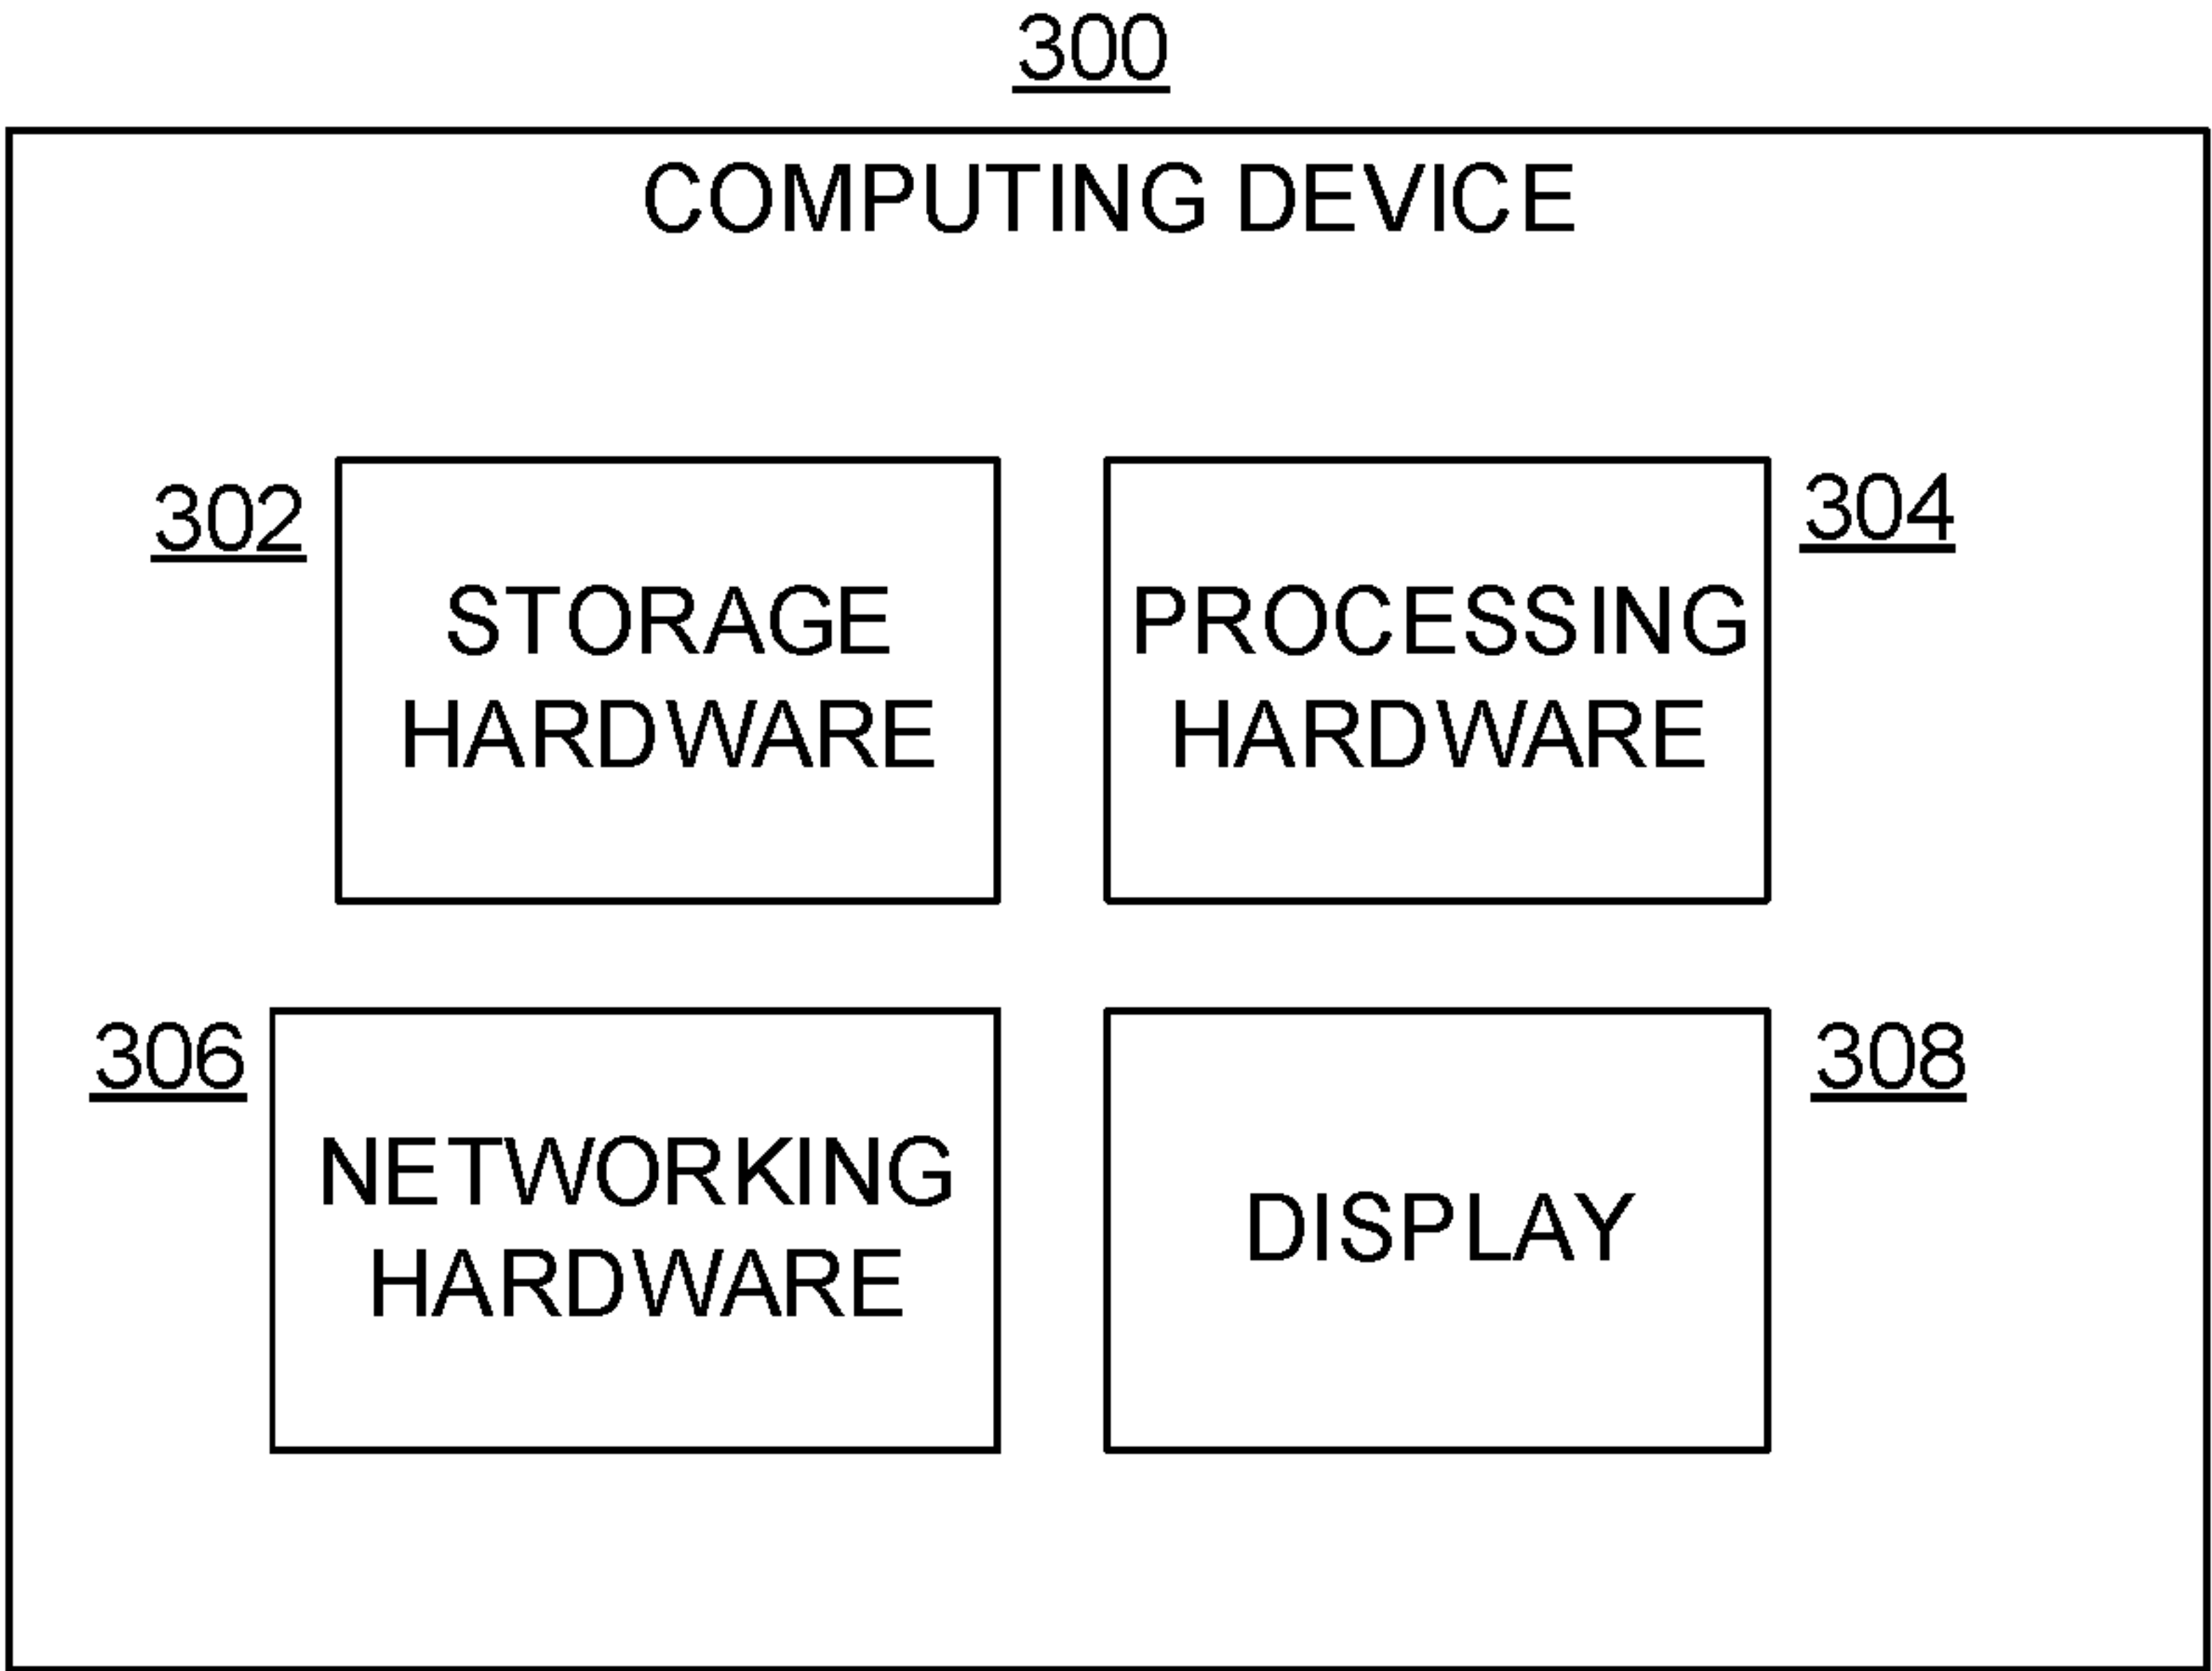 300
COMPUTING DEVICE
302
STORAGE
HARDWARE
304
PROCESSING
HARDWARE
306
NETWORKING
HARDWARE
308
DISPLAY